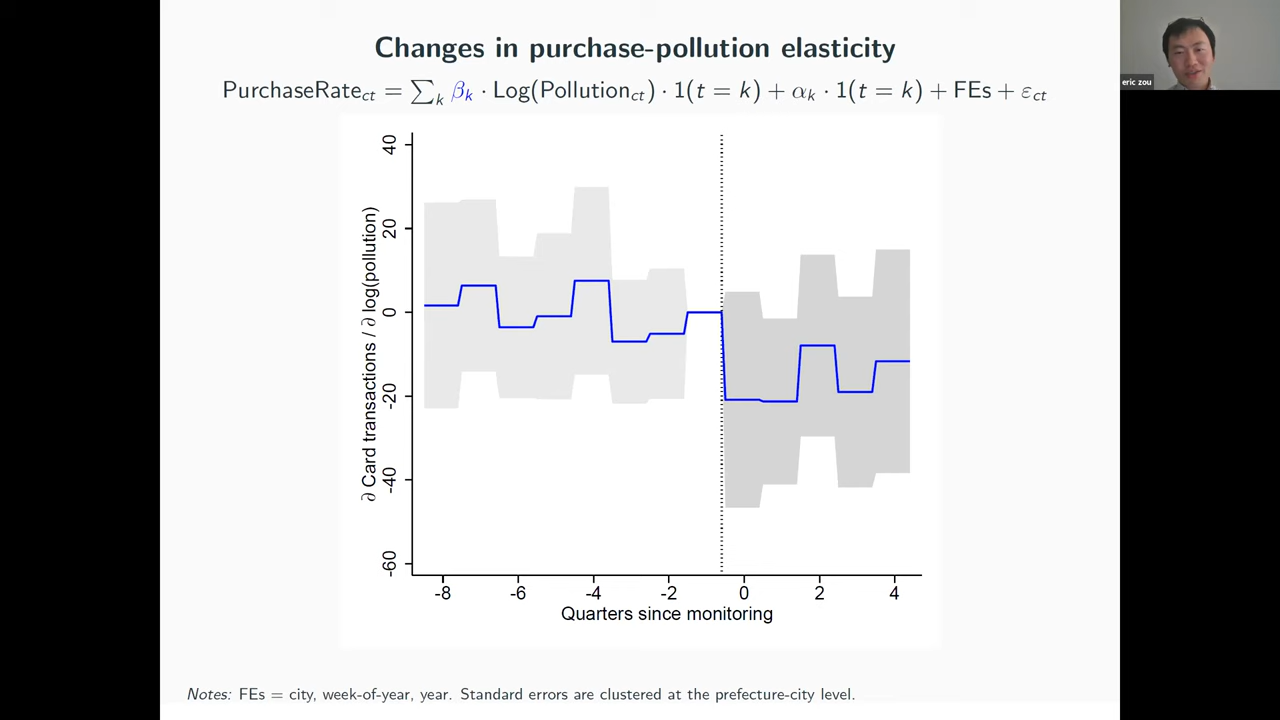 Changes in purchase-pollution elasticity
PurchaseRate_ct = ∑_k β_k · Log(Pollution_ct) · 1(t = k) + α_k · 1(t = k) + FEs + ε_ct
eric zou
∂ Card transactions / ∂ log(pollution)
40
20
0
-20
-40
-60
-8 -6 -4 -2 0 2 4
Quarters since monitoring
Notes: FEs = city, week-of-year, year. Standard errors are clustered at the prefecture-city level.